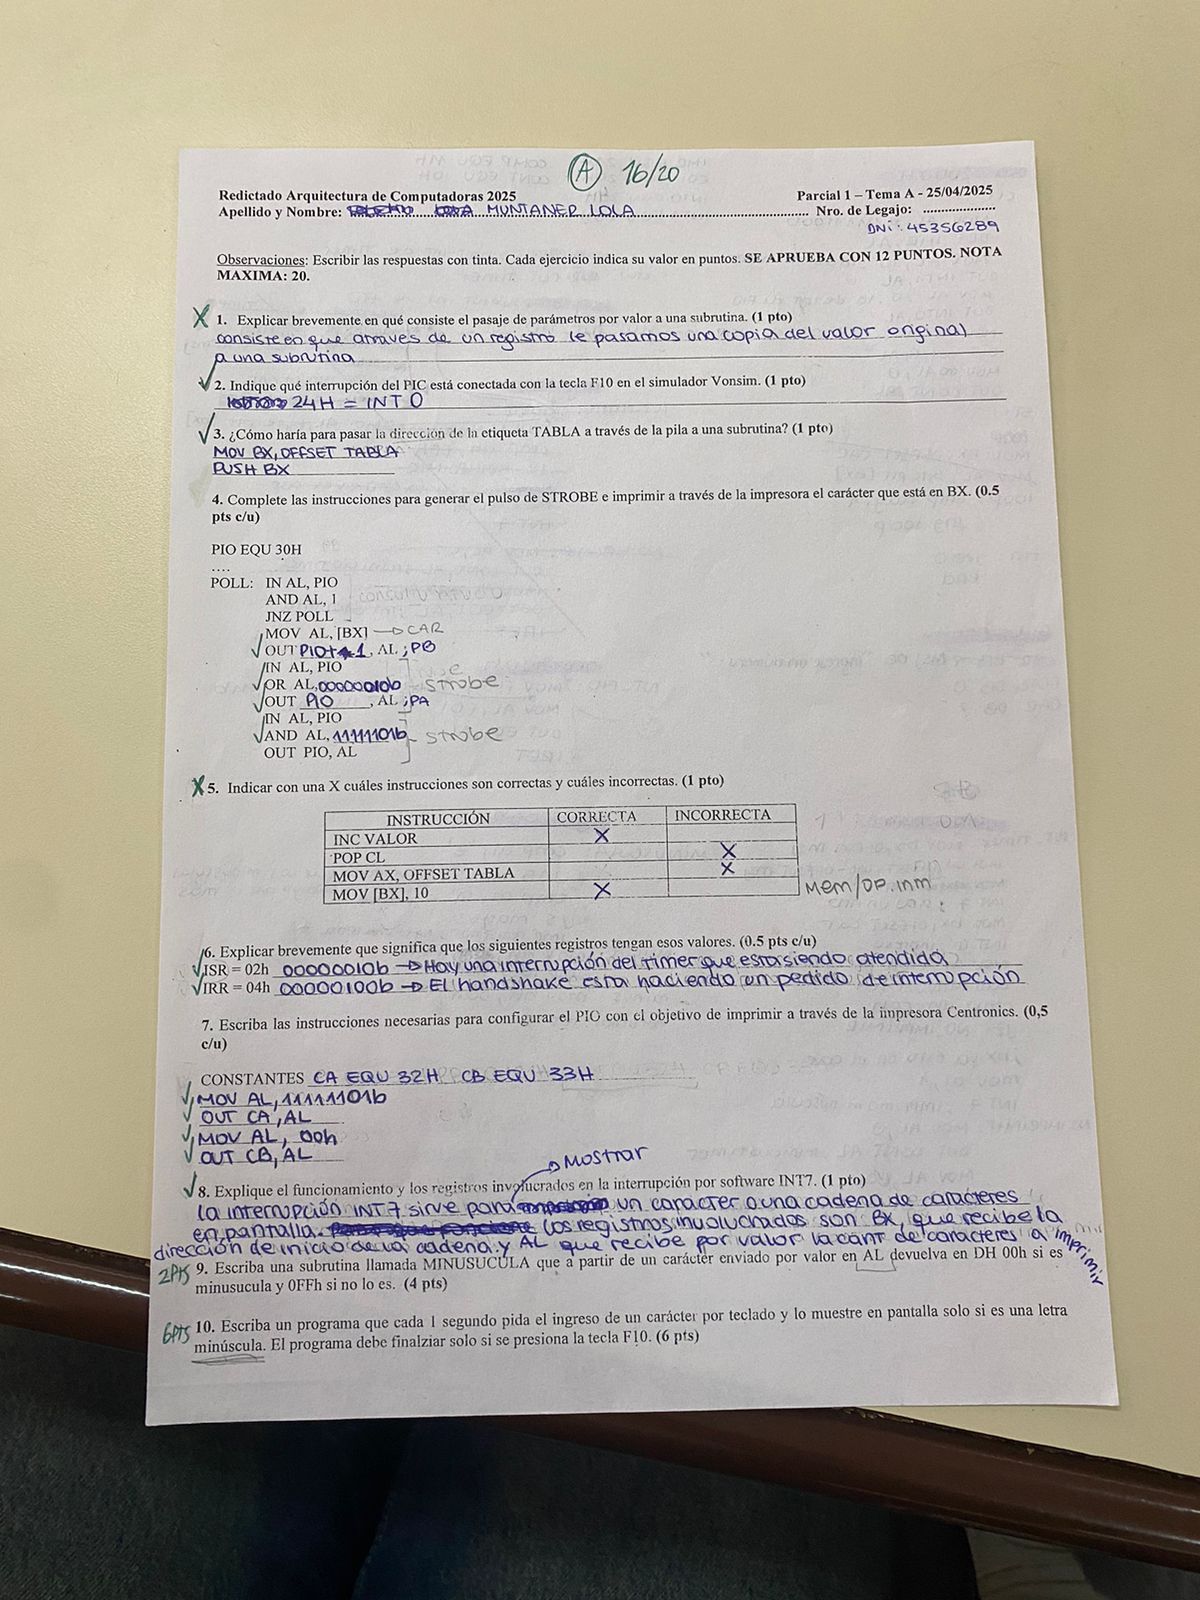 A 16/20
Redictado Arquitectura de Computadoras 2025 Parcial 1 – Tema A - 25/04/2025
Apellido y Nombre: MUNTANER LOLA Nro. de Legajo: ...................
DNi: 45356289
Observaciones: Escribir las respuestas con tinta. Cada ejercicio indica su valor en puntos. SE APRUEBA CON 12 PUNTOS. NOTA
MAXIMA: 20.
X 1. Explicar brevemente en qué consiste el pasaje de parámetros por valor a una subrutina. (1 pto)
consiste en que atraves de un registro le pasamos una copia del valor original
a una subrutina
✓ 2. Indique qué interrupción del PIC está conectada con la tecla F10 en el simulador Vonsim. (1 pto)
24H = INT 0
✓ 3. ¿Cómo haría para pasar la dirección de la etiqueta TABLA a través de la pila a una subrutina? (1 pto)
MOV BX, OFFSET TABLA
PUSH BX
4. Complete las instrucciones para generar el pulso de STROBE e imprimir a través de la impresora el carácter que está en BX. (0.5
pts c/u)
PIO EQU 30H
....
POLL: IN AL, PIO
AND AL, 1
JNZ POLL
MOV AL, [BX] → CAR
✓ OUT PIO+1, AL ;PB
IN AL, PIO
✓ OR AL, 00000010b strobe
✓ OUT PIO, AL ;PA
IN AL, PIO
✓ AND AL, 11111101b strobe
OUT PIO, AL
X 5. Indicar con una X cuáles instrucciones son correctas y cuáles incorrectas. (1 pto)
INSTRUCCIÓN CORRECTA INCORRECTA
INC VALOR X
POP CL X
MOV AX, OFFSET TABLA X
MOV [BX], 10 X Mem/op.inm
6. Explicar brevemente que significa que los siguientes registros tengan esos valores. (0.5 pts c/u)
✓ ISR = 02h 00000010b → Hay una interrupción del timer que esta siendo atendida
✓ IRR = 04h 00000100b → El handshake esta haciendo un pedido de interrupción
7. Escriba las instrucciones necesarias para configurar el PIO con el objetivo de imprimir a través de la impresora Centronics. (0,5
c/u)
CONSTANTES CA EQU 32H CB EQU 33H
✓ MOV AL, 11111101b
✓ OUT CA, AL
✓ MOV AL, 00h
✓ OUT CB, AL
→ Mostrar
✓ 8. Explique el funcionamiento y los registros involucrados en la interrupción por software INT7. (1 pto)
la interrupción INT 7 sirve para un caracter o una cadena de caracteres
en pantalla. los registros involucrados son BX, que recibe la
dirección de inicio de la cadena y AL que recibe por valor la cant de caracteres a imprimir
2Pts 9. Escriba una subrutina llamada MINUSUCULA que a partir de un carácter enviado por valor en AL devuelva en DH 00h si es
minusucula y 0FFh si no lo es. (4 pts)
6Pts 10. Escriba un programa que cada 1 segundo pida el ingreso de un carácter por teclado y lo muestre en pantalla solo si es una letra
minúscula. El programa debe finalziar solo si se presiona la tecla F10. (6 pts)